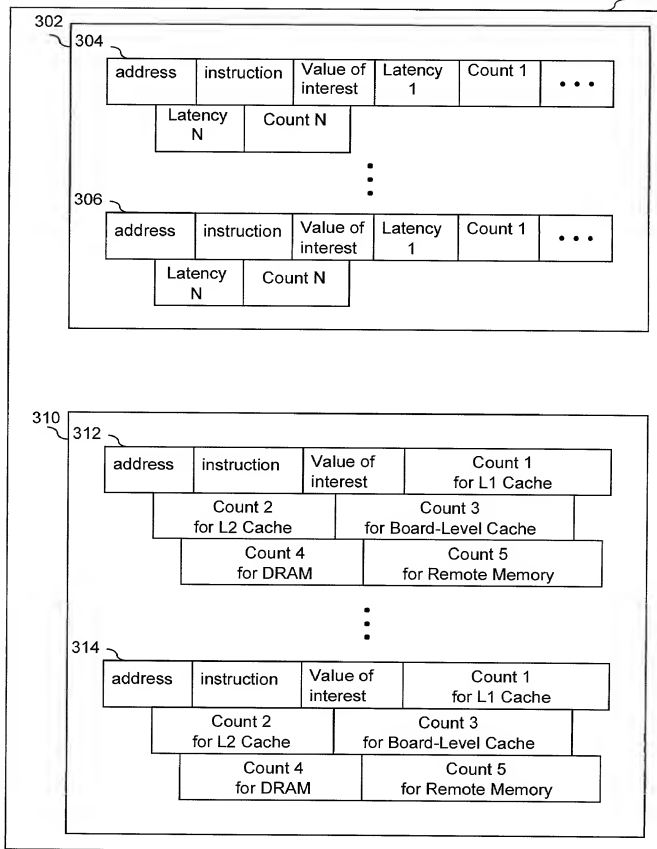 302
304
address instruction Value of interest Latency 1 Count 1 •••
Latency N Count N
306
address instruction Value of interest Latency 1 Count 1 •••
Latency N Count N
310
312
address instruction Value of interest Count 1 for L1 Cache
Count 2 for L2 Cache Count 3 for Board-Level Cache
Count 4 for DRAM Count 5 for Remote Memory
314
address instruction Value of interest Count 1 for L1 Cache
Count 2 for L2 Cache Count 3 for Board-Level Cache
Count 4 for DRAM Count 5 for Remote Memory